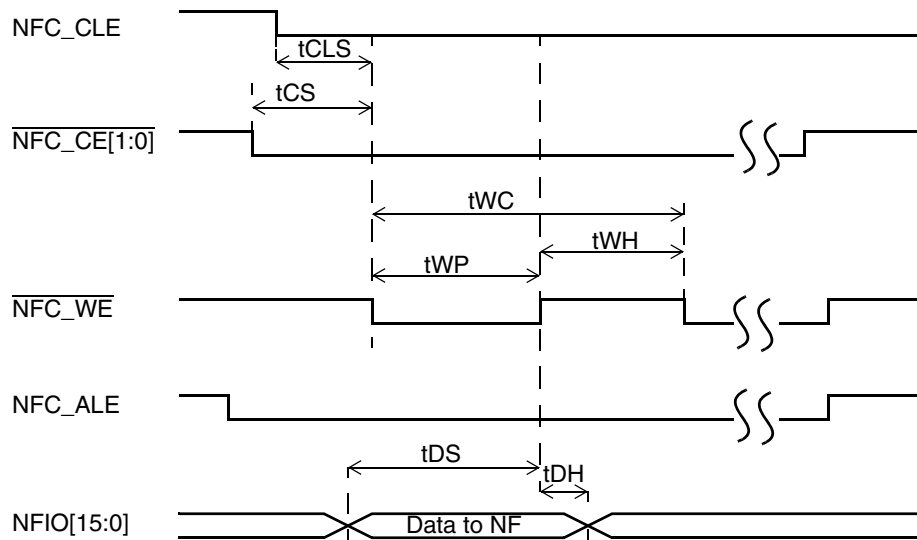 NFC_CLE
tCLS
tCS
NFC_CE[1:0]
tWC
tWH
tWP
NFC_WE
NFC_ALE
tDS
tDH
NFIO[15:0]
Data to NF